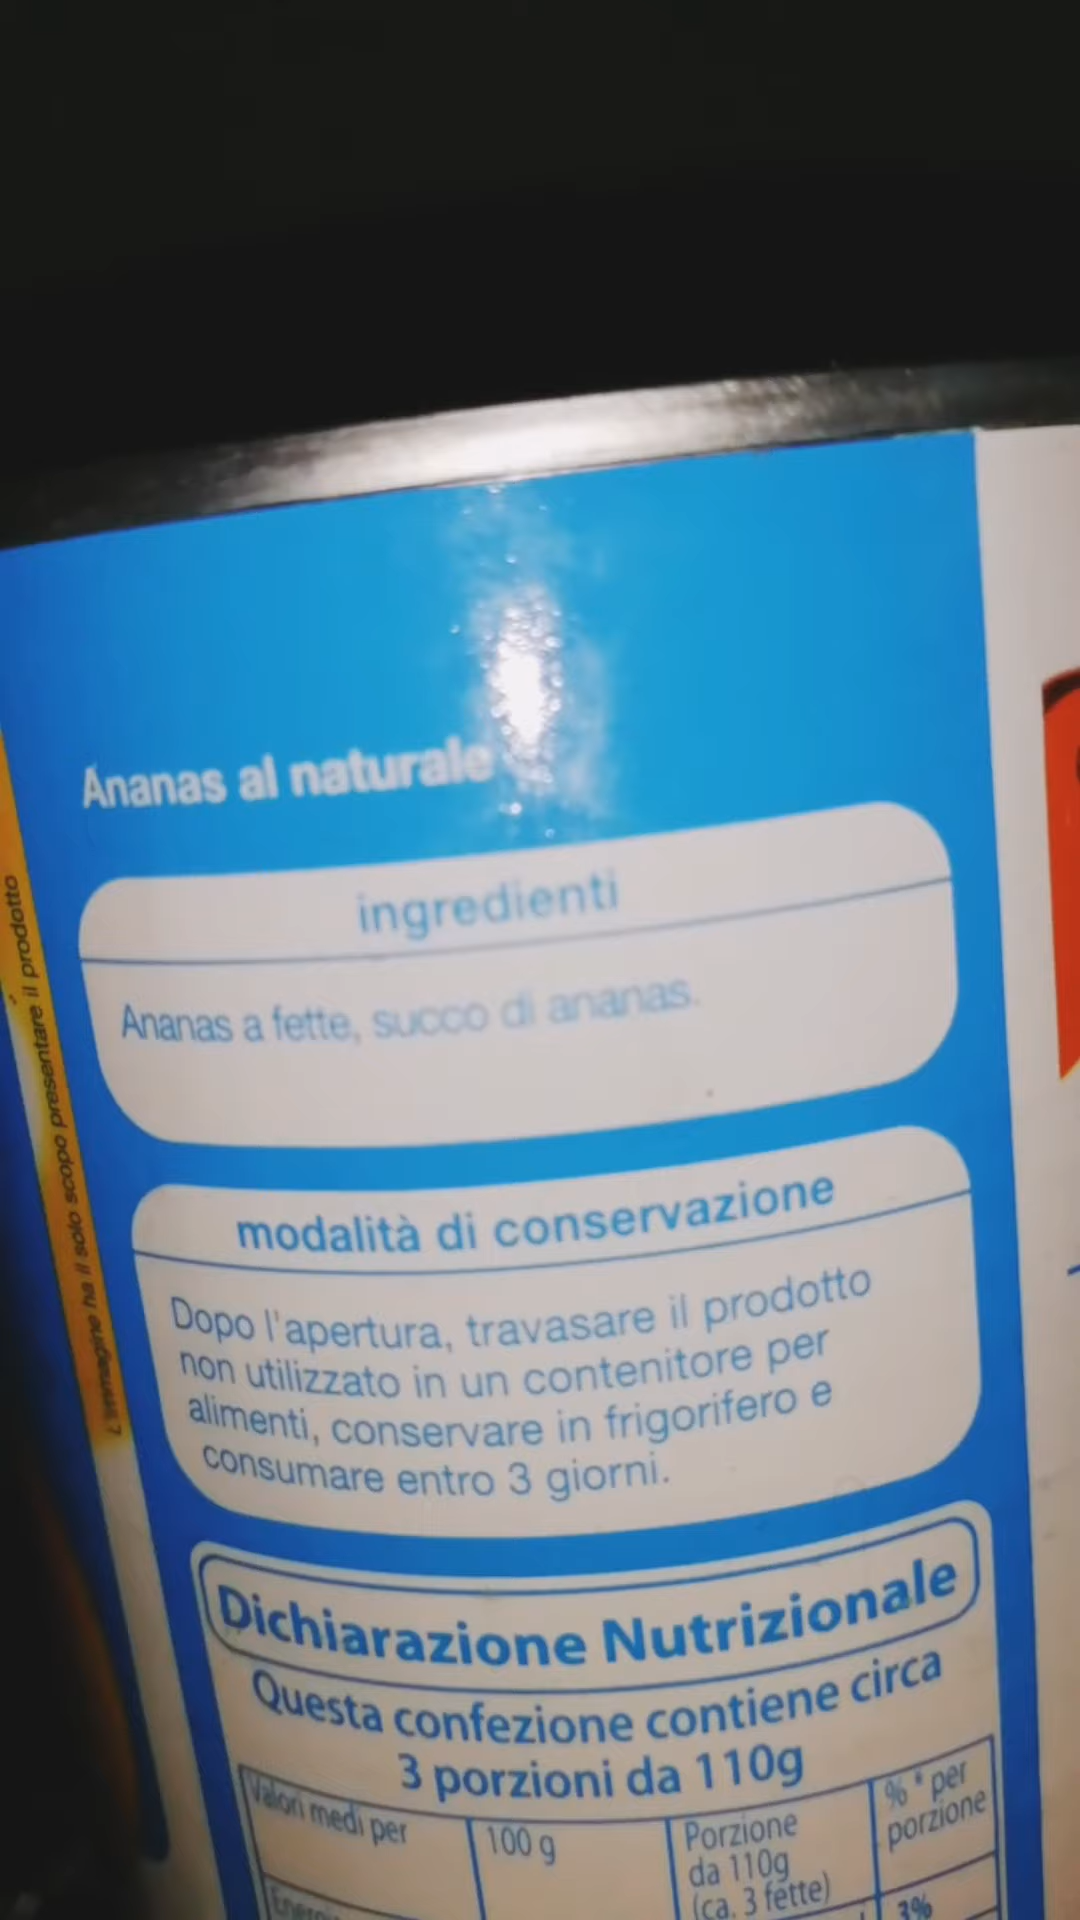 L'immagine ha il solo scopo presentare il prodotto
Ananas al naturale
ingredienti
Ananas a fette, succo di ananas.
modalità di conservazione
Dopo l'apertura, travasare il prodotto
non utilizzato in un contenitore per
alimenti, conservare in frigorifero e
consumare entro 3 giorni.
Dichiarazione Nutrizionale
Questa confezione contiene circa
3 porzioni da 110g
Valori medi per
100 g
Porzione
da 110g
(ca. 3 fette)
% * per
porzione
3%